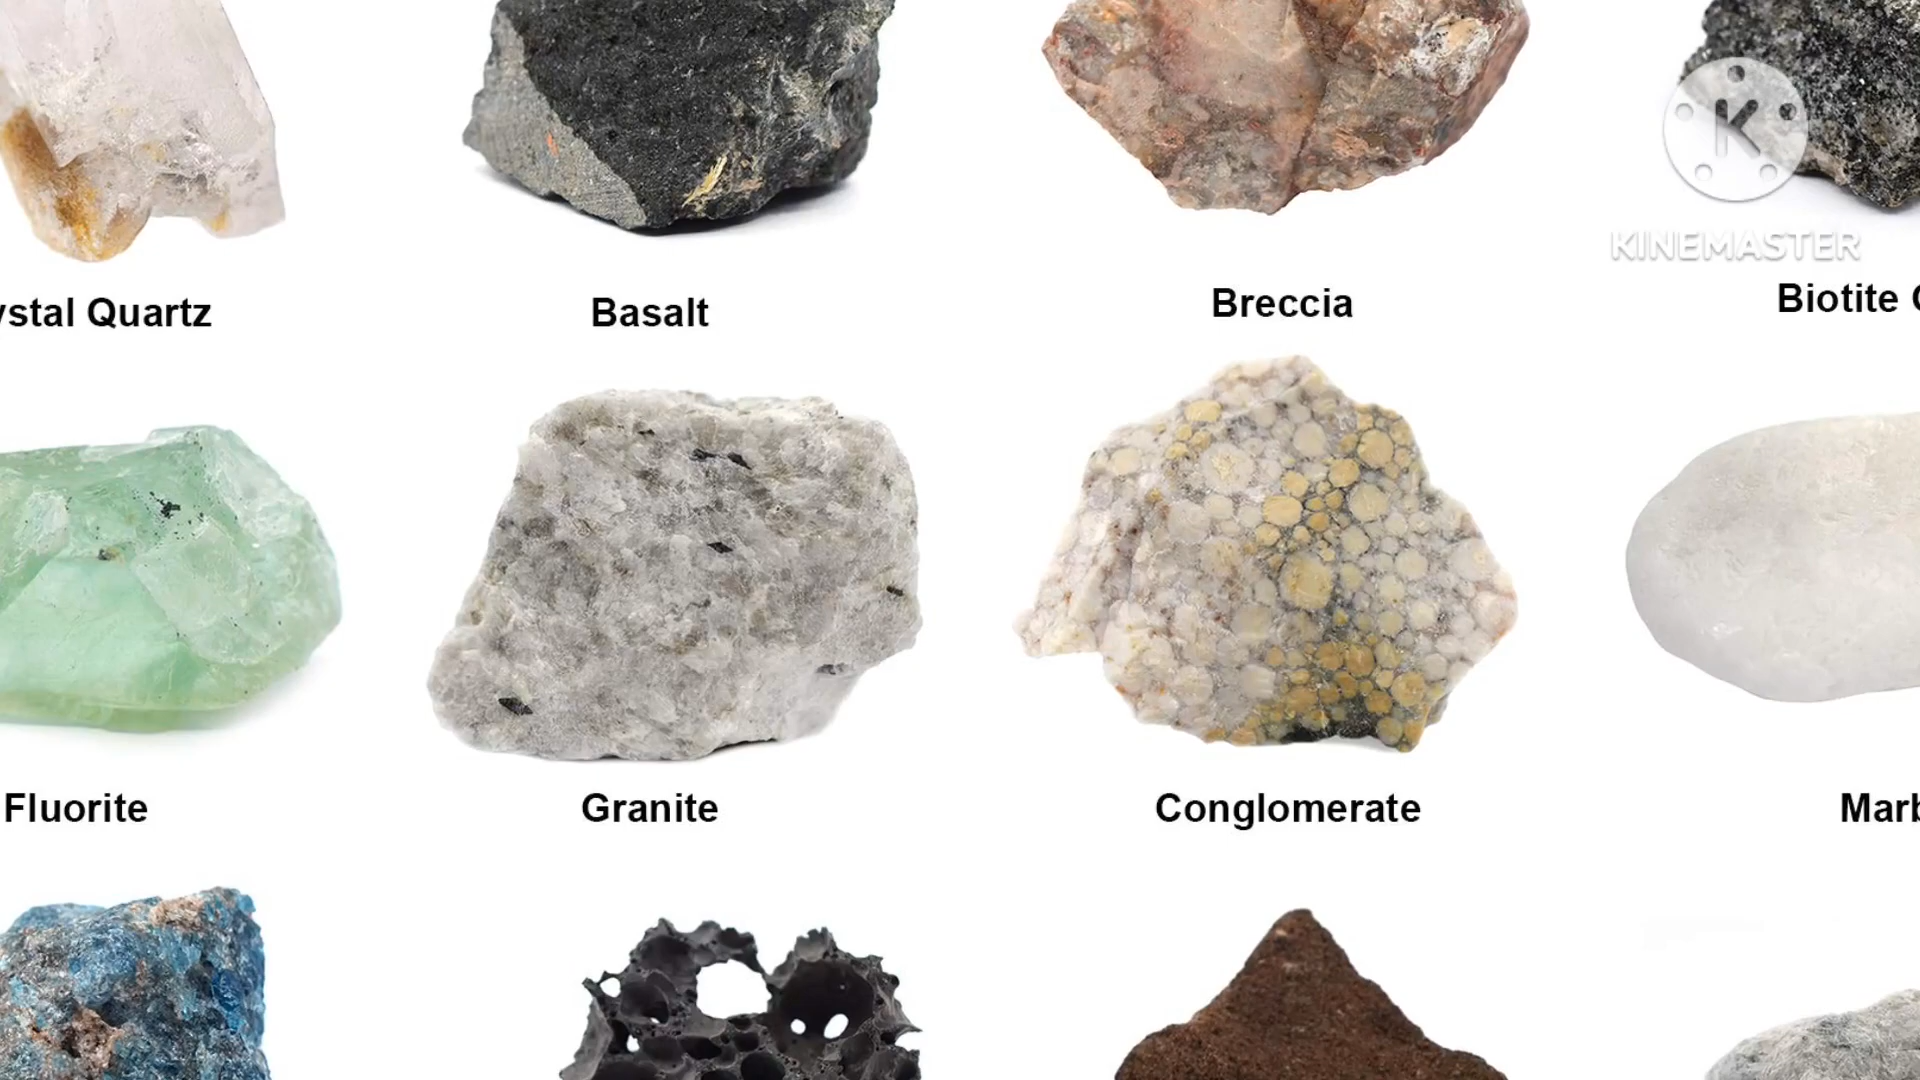 K
KINEMASTER
ystal Quartz
Basalt
Breccia
Biotite
Fluorite
Granite
Conglomerate
Marb